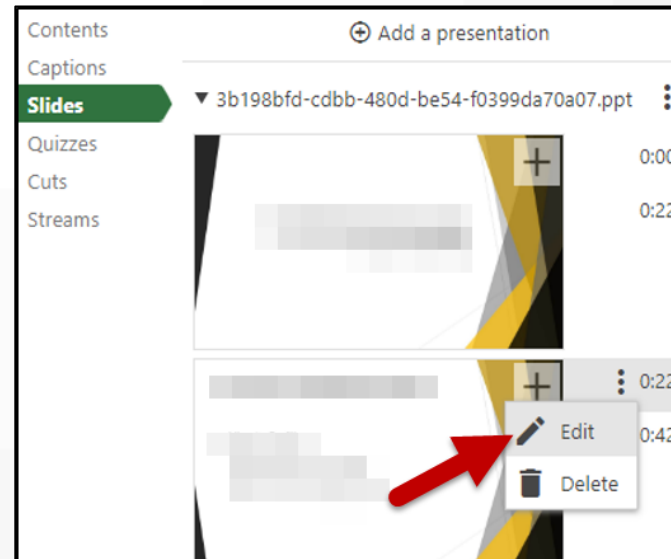 Contents
Captions
Slides
Quizzes
Cuts
Streams
Add a presentation
3b198bfd-cdbb-480d-be54-f0399da70a07.ppt
0:00
0:22
0:22
0:42
Edit
Delete